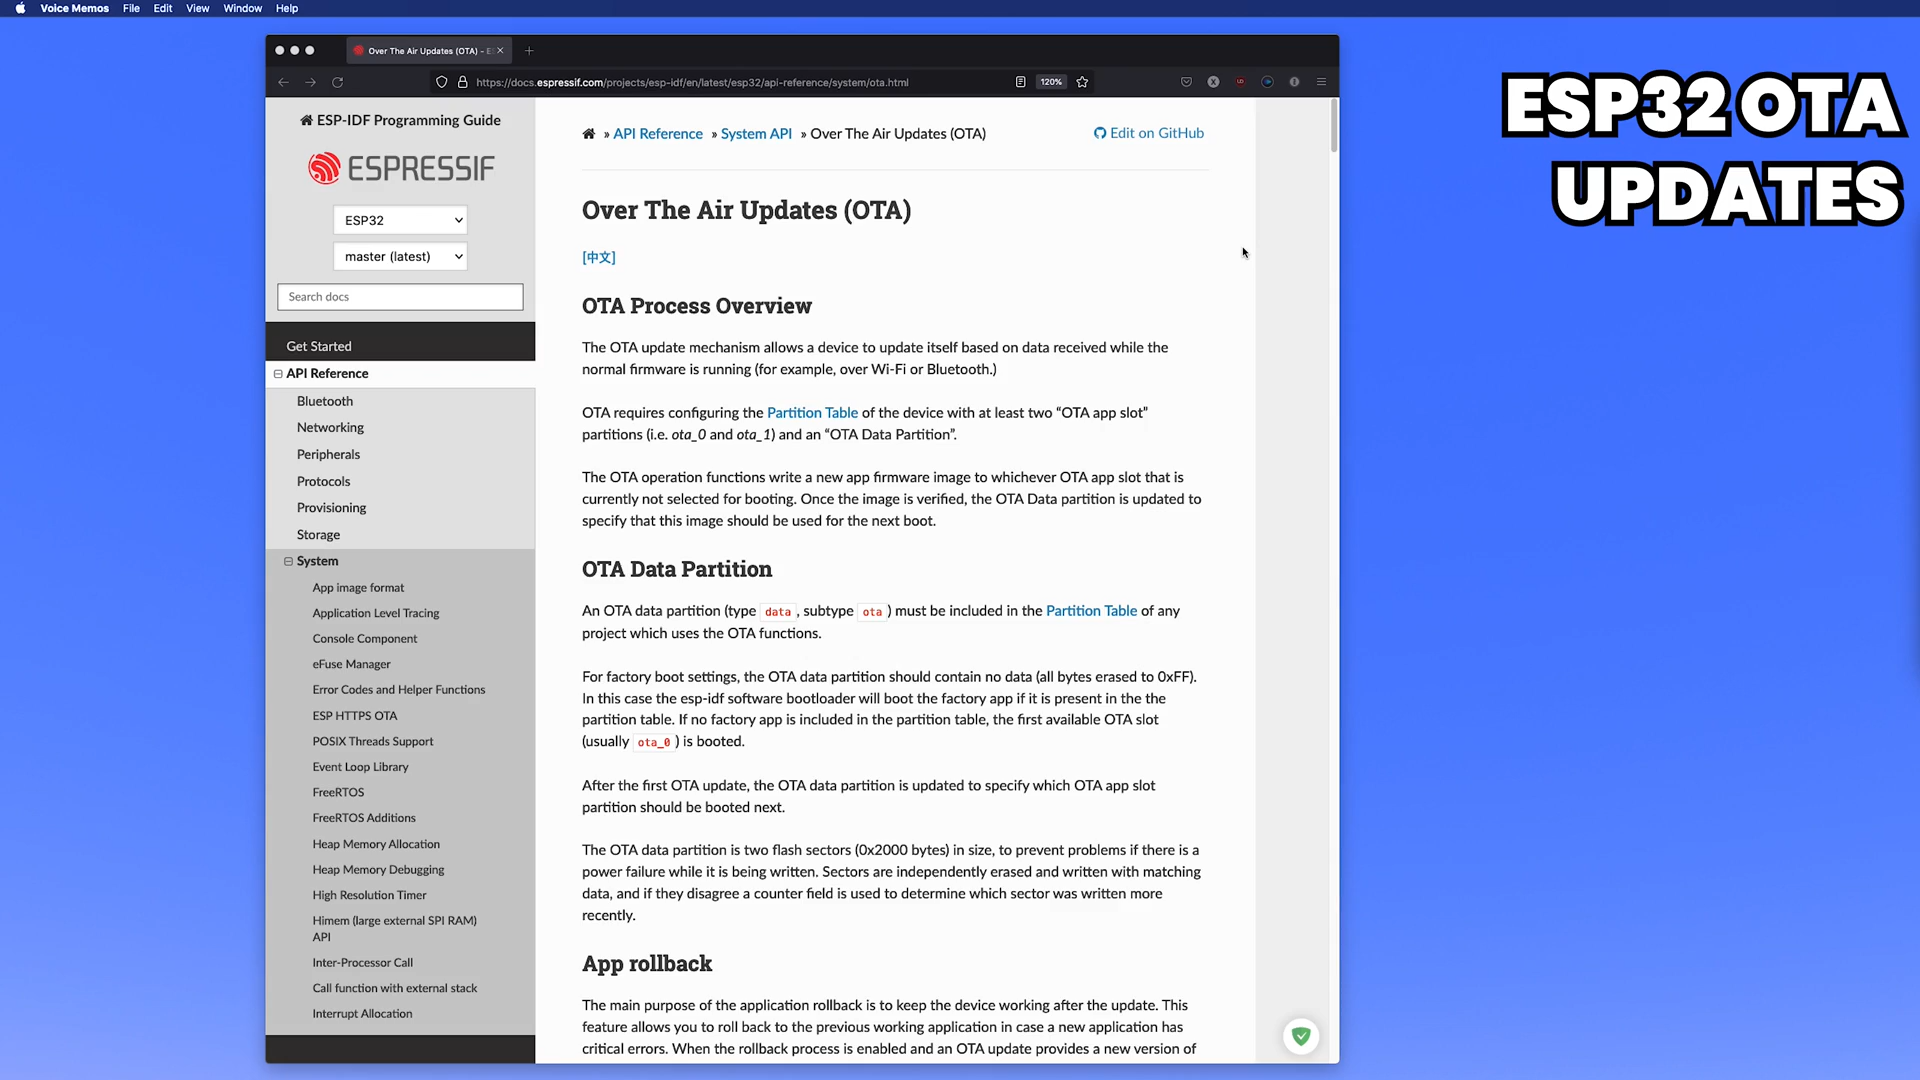 Voice Memos File Edit View Window Help
Over The Air Updates (OTA) - E
https://docs.espressif.com/projects/esp-idf/en/latest/esp32/api-reference/system/ota.html
120%
ESP32 OTA
UPDATES
ESP-IDF Programming Guide
ESPRESSIF
ESP32
master (latest)
Search docs
Get Started
API Reference
Bluetooth
Networking
Peripherals
Protocols
Provisioning
Storage
System
App image format
Application Level Tracing
Console Component
eFuse Manager
Error Codes and Helper Functions
ESP HTTPS OTA
POSIX Threads Support
Event Loop Library
FreeRTOS
FreeRTOS Additions
Heap Memory Allocation
Heap Memory Debugging
High Resolution Timer
Himem (large external SPI RAM)
API
Inter-Processor Call
Call function with external stack
Interrupt Allocation
» API Reference » System API » Over The Air Updates (OTA)
Edit on GitHub
Over The Air Updates (OTA)
[中文]
OTA Process Overview
The OTA update mechanism allows a device to update itself based on data received while the
normal firmware is running (for example, over Wi-Fi or Bluetooth.)
OTA requires configuring the Partition Table of the device with at least two “OTA app slot”
partitions (i.e. ota_0 and ota_1) and an “OTA Data Partition”.
The OTA operation functions write a new app firmware image to whichever OTA app slot that is
currently not selected for booting. Once the image is verified, the OTA Data partition is updated to
specify that this image should be used for the next boot.
OTA Data Partition
An OTA data partition (type data , subtype ota ) must be included in the Partition Table of any
project which uses the OTA functions.
For factory boot settings, the OTA data partition should contain no data (all bytes erased to 0xFF).
In this case the esp-idf software bootloader will boot the factory app if it is present in the the
partition table. If no factory app is included in the partition table, the first available OTA slot
(usually ota_0 ) is booted.
After the first OTA update, the OTA data partition is updated to specify which OTA app slot
partition should be booted next.
The OTA data partition is two flash sectors (0x2000 bytes) in size, to prevent problems if there is a
power failure while it is being written. Sectors are independently erased and written with matching
data, and if they disagree a counter field is used to determine which sector was written more
recently.
App rollback
The main purpose of the application rollback is to keep the device working after the update. This
feature allows you to roll back to the previous working application in case a new application has
critical errors. When the rollback process is enabled and an OTA update provides a new version of